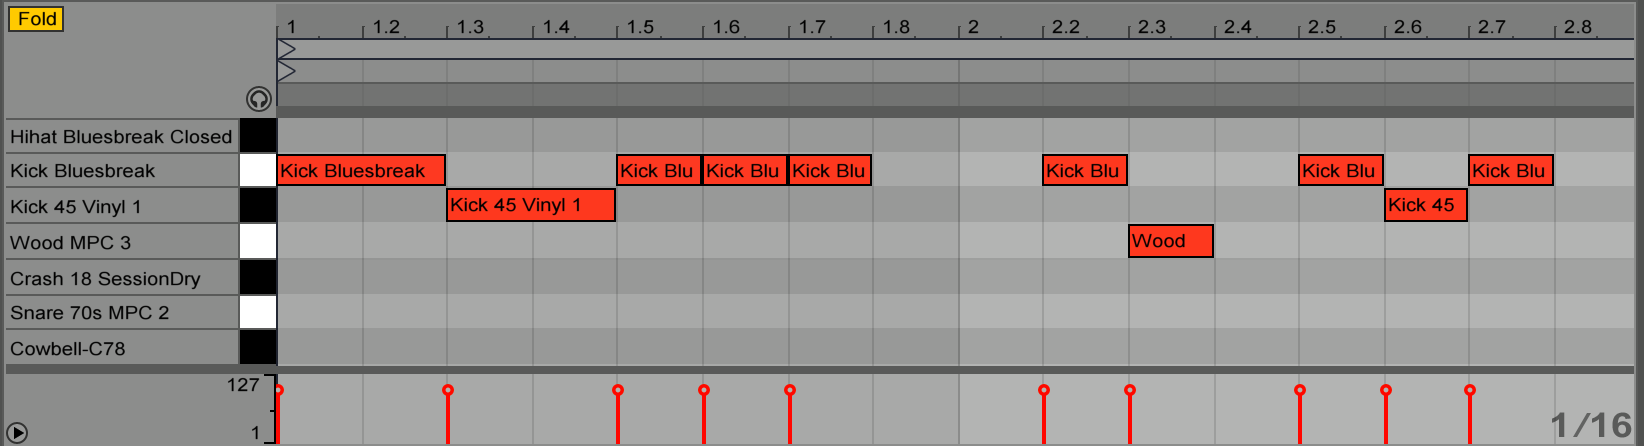 Fold
1 1.2 1.3 1.4 1.5 1.6 1.7 1.8 2 2.2 2.3 2.4 2.5 2.6 2.7 2.8
Hihat Bluesbreak Closed
Kick Bluesbreak Kick Bluesbreak Kick Blu Kick Blu Kick Blu Kick Blu Kick Blu Kick Blu
Kick 45 Vinyl 1 Kick 45 Vinyl 1 Kick 45
Wood MPC 3 Wood
Crash 18 SessionDry
Snare 70s MPC 2
Cowbell-C78
127
1 1/16